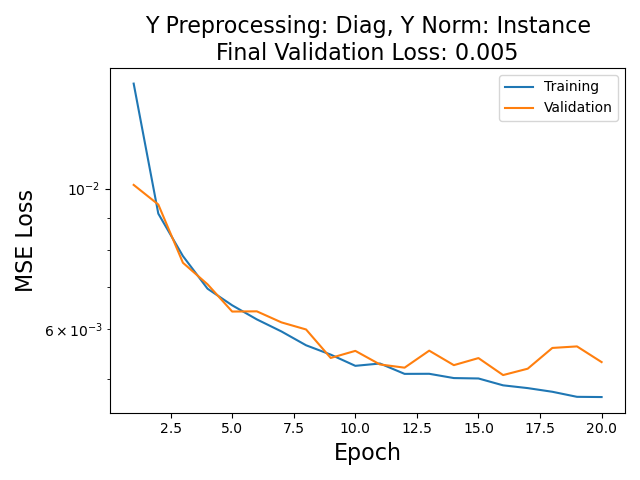 Y Preprocessing: Diag, Y Norm: Instance
Final Validation Loss: 0.005
Training
Validation
MSE Loss
10⁻²
6 × 10⁻³
2.5 5.0 7.5 10.0 12.5 15.0 17.5 20.0
Epoch